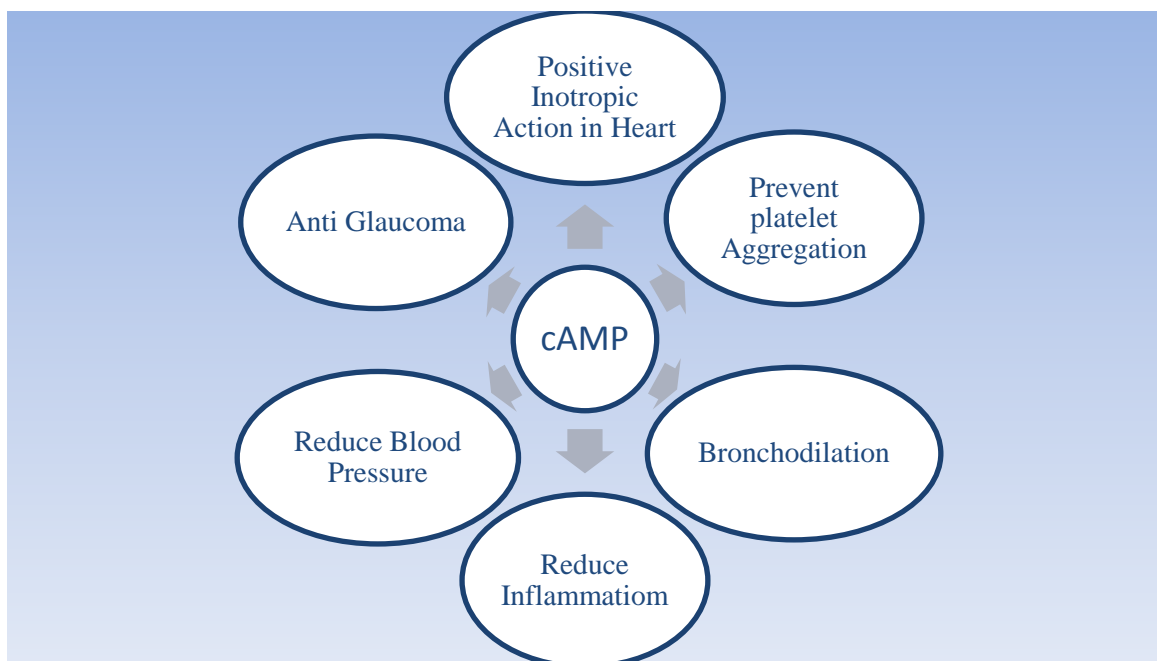 Positive
Inotropic
Action in Heart
Prevent
platelet
Aggregation
Bronchodilation
Reduce
Inflammatiom
Reduce Blood
Pressure
Anti Glaucoma
cAMP